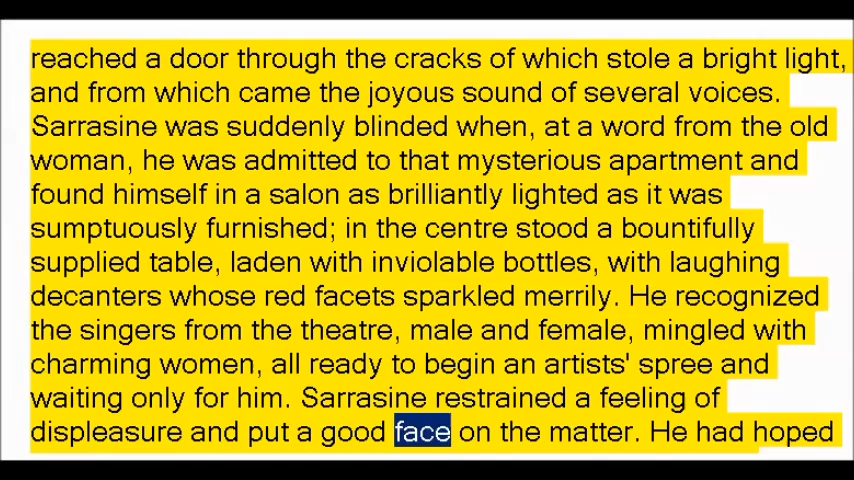 reached a door through the cracks of which stole a bright light,
and from which came the joyous sound of several voices.
Sarrasine was suddenly blinded when, at a word from the old
woman, he was admitted to that mysterious apartment and
found himself in a salon as brilliantly lighted as it was
sumptuously furnished; in the centre stood a bountifully
supplied table, laden with inviolable bottles, with laughing
decanters whose red facets sparkled merrily. He recognized
the singers from the theatre, male and female, mingled with
charming women, all ready to begin an artists' spree and
waiting only for him. Sarrasine restrained a feeling of
displeasure and put a good face on the matter. He had hoped